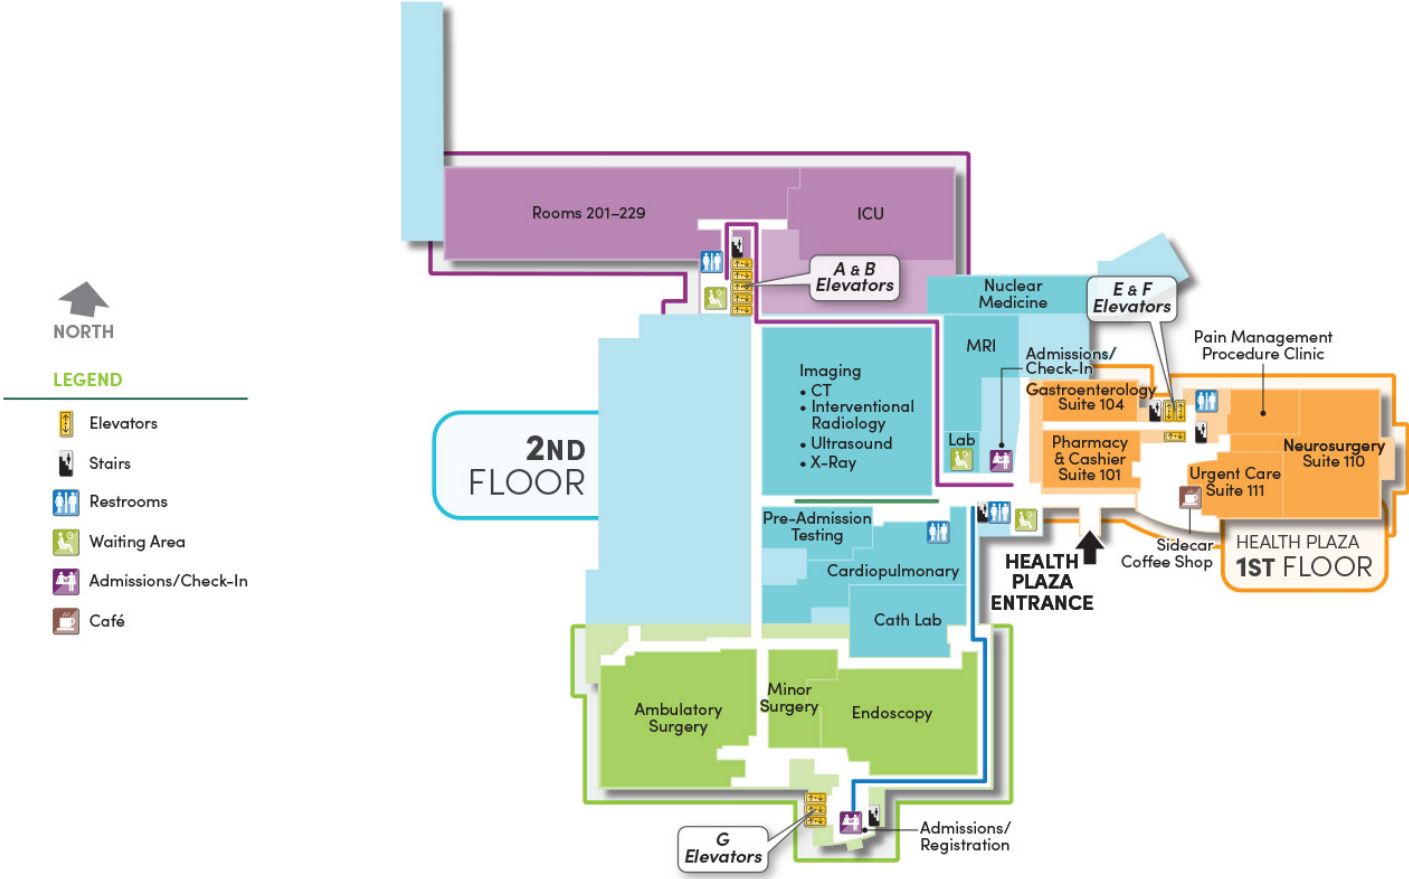 NORTH
LEGEND
Elevators
Stairs
Restrooms
Waiting Area
Admissions/Check-In
Café
2ND
FLOOR
Rooms 201–229
ICU
A & B
Elevators
Nuclear
Medicine
E & F
Elevators
MRI
Admissions/
Check-In
Pain Management
Procedure Clinic
Imaging
• CT
• Interventional
Radiology
• Ultrasound
• X-Ray
Lab
Gastroenterology
Suite 104
Pharmacy
& Cashier
Suite 101
Neurosurgery
Suite 110
Urgent Care
Suite 111
Pre-Admission
Testing
Cardiopulmonary
Cath Lab
HEALTH
PLAZA
ENTRANCE
Sidecar
Coffee Shop
HEALTH PLAZA
1ST FLOOR
Ambulatory
Surgery
Minor
Surgery
Endoscopy
G
Elevators
Admissions/
Registration